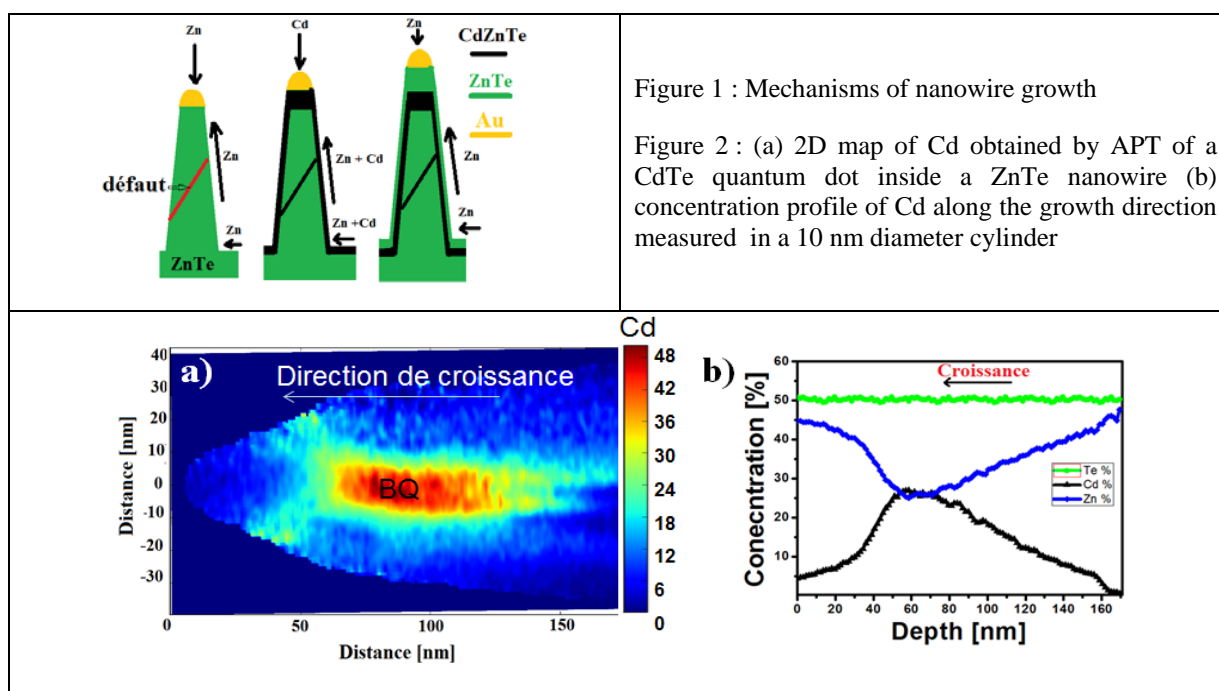 Zn
Cd
Zn
CdZnTe
ZnTe
Au
Zn
Zn + Cd
Zn
défaut
Zn
Zn +Cd
Zn
ZnTe
Figure 1 : Mechanisms of nanowire growth
Figure 2 : (a) 2D map of Cd obtained by APT of a
CdTe quantum dot inside a ZnTe nanowire (b)
concentration profile of Cd along the growth direction
measured in a 10 nm diameter cylinder
a)
Direction de croissance
BQ
Cd
48
42
36
30
24
18
12
6
0
40
30
20
10
0
-10
-20
-30
Distance [nm]
0
50
100
150
Distance [nm]
b)
Croissance
60
50
40
30
20
10
Conecntration [%]
Te %
Cd %
Zn %
0
20
40
60
80
100
120
140
160
Depth [nm]